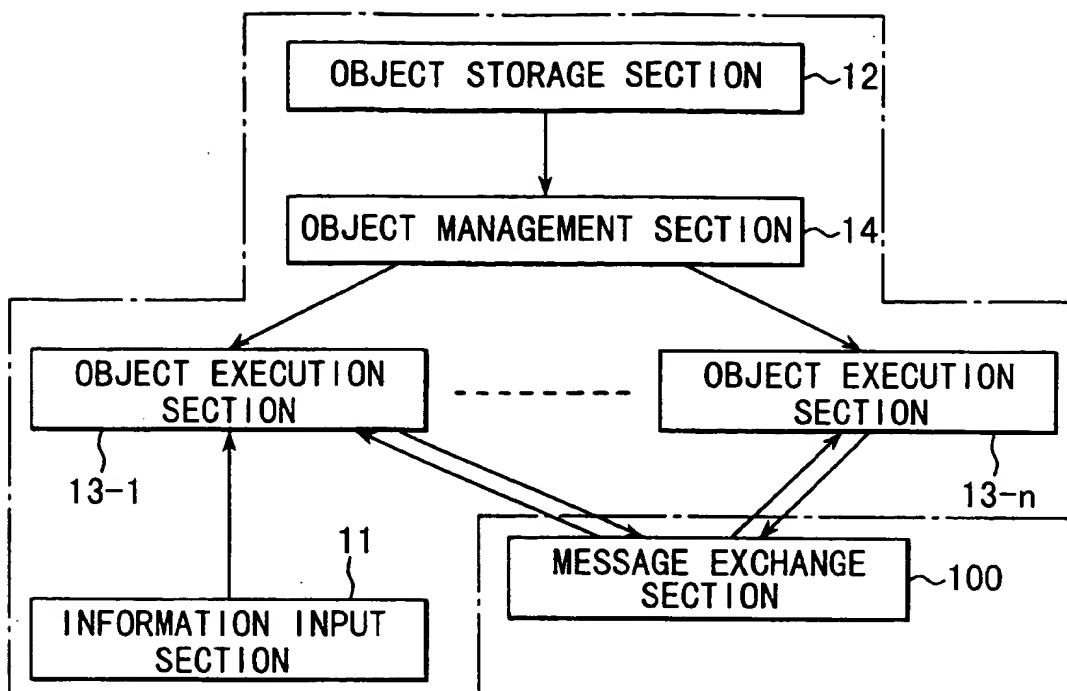 OBJECT STORAGE SECTION
12
OBJECT MANAGEMENT SECTION
14
OBJECT EXECUTION
SECTION
13-1
OBJECT EXECUTION
SECTION
13-n
MESSAGE EXCHANGE
SECTION
100
11
INFORMATION INPUT
SECTION